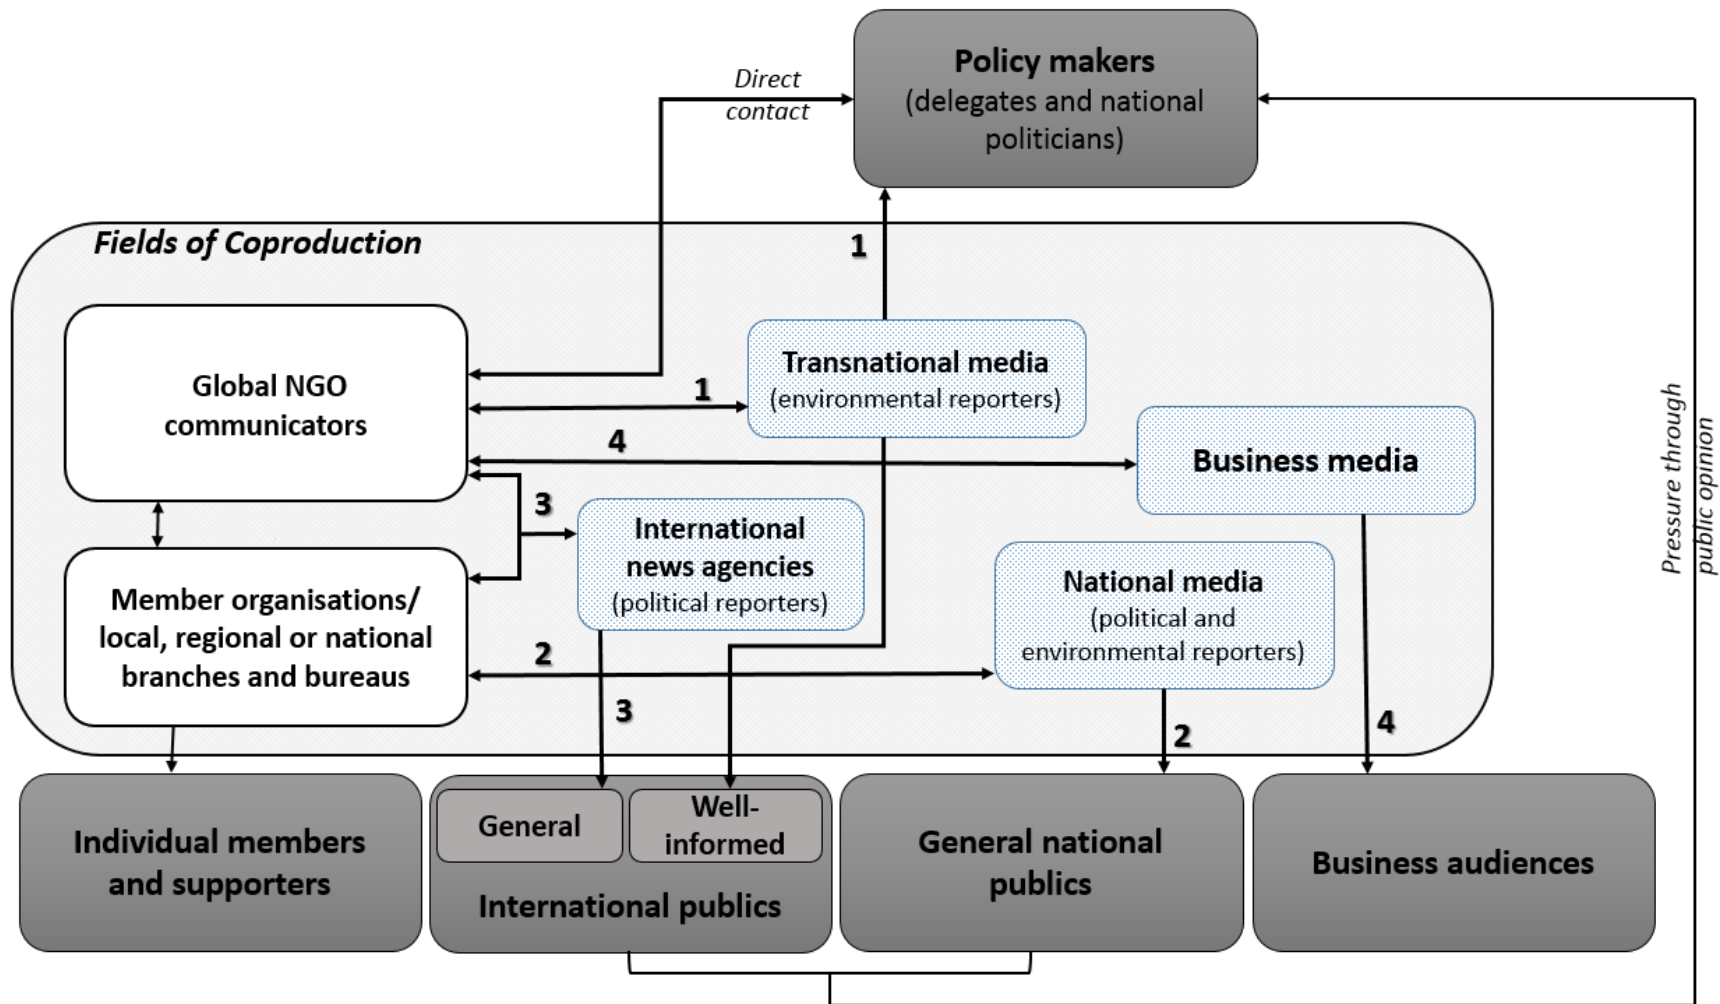 Policy makers
(delegates and national
politicians)
Direct
contact
Fields of Coproduction
1
Global NGO
communicators
1
Transnational media
(environmental reporters)
4
Business media
3
International
news agencies
(political reporters)
National media
(political and
environmental reporters)
Member organisations/
local, regional or national
branches and bureaus
2
3
2
4
Pressure through
public opinion
Individual members
and supporters
General
Well-
informed
International publics
General national
publics
Business audiences